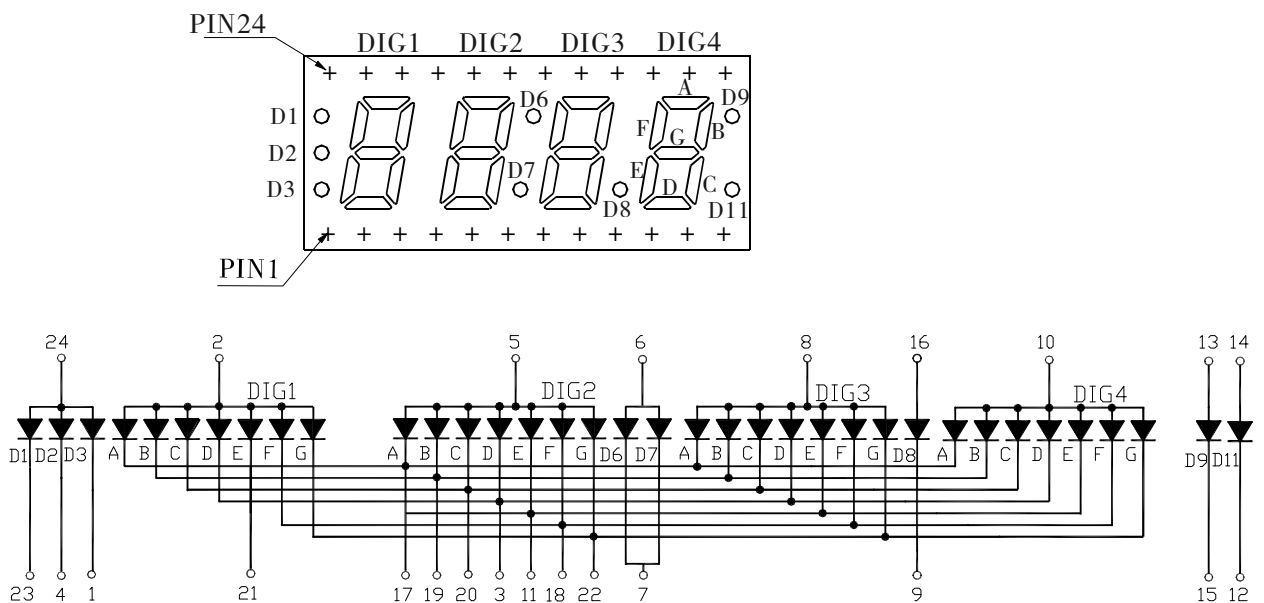 PIN24
DIG1 DIG2 DIG3 DIG4
A
D6 D9
D1
F B
G
D2
D7 E
D3 D C
D8 D11
PIN1
24 2 5 6 8 16 10 13 14
DIG1 DIG2 DIG3 DIG4
D1 D2 D3 A B C D E F G A B C D E F G D6 D7 A B C D E F G D8 A B C D E F G D9 D11
23 4 1 21 17 19 20 3 11 18 22 7 9 15 12